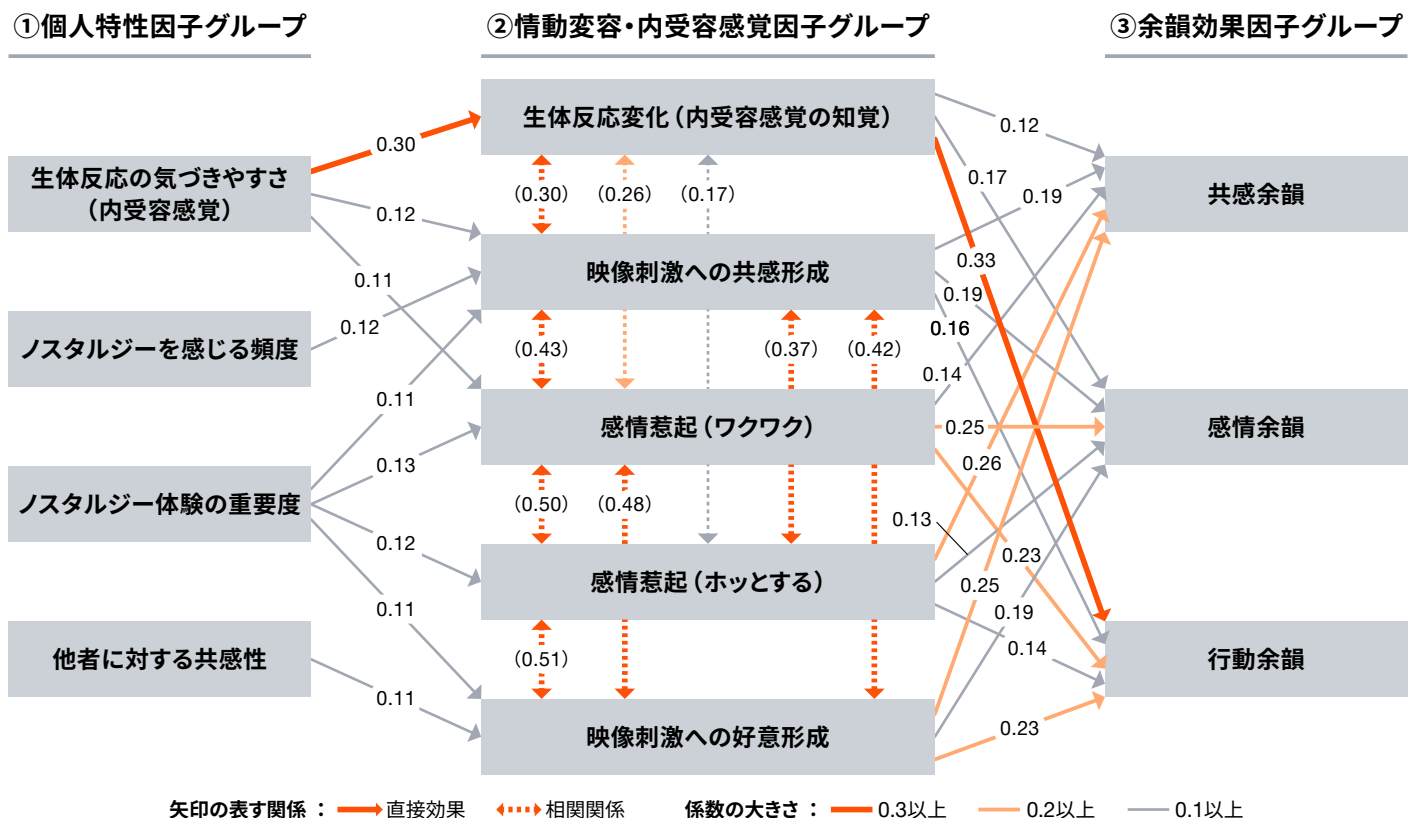 ①個人特性因子グループ
②情動変容・内受容感覚因子グループ
③余韻効果因子グループ
生体反応変化（内受容感覚の知覚）
0.12
0.30
生体反応の気づきやすさ
（内受容感覚）
（0.30）
（0.26）
（0.17）
0.17
共感余韻
0.19
0.12
映像刺激への共感形成
0.33
0.11
0.19
0.12
0.16
ノスタルジーを感じる頻度
（0.43）
（0.37）
（0.42）
0.14
0.11
感情惹起（ワクワク）
0.25
感情余韻
0.13
0.26
ノスタルジー体験の重要度
（0.50）
（0.48）
0.13
0.12
0.23
感情惹起（ホッとする）
0.25
0.11
0.19
0.14
他者に対する共感性
（0.51）
行動余韻
0.11
映像刺激への好意形成
0.23
矢印の表す関係 ： 直接効果 相関関係 係数の大きさ ： 0.3以上 0.2以上 0.1以上